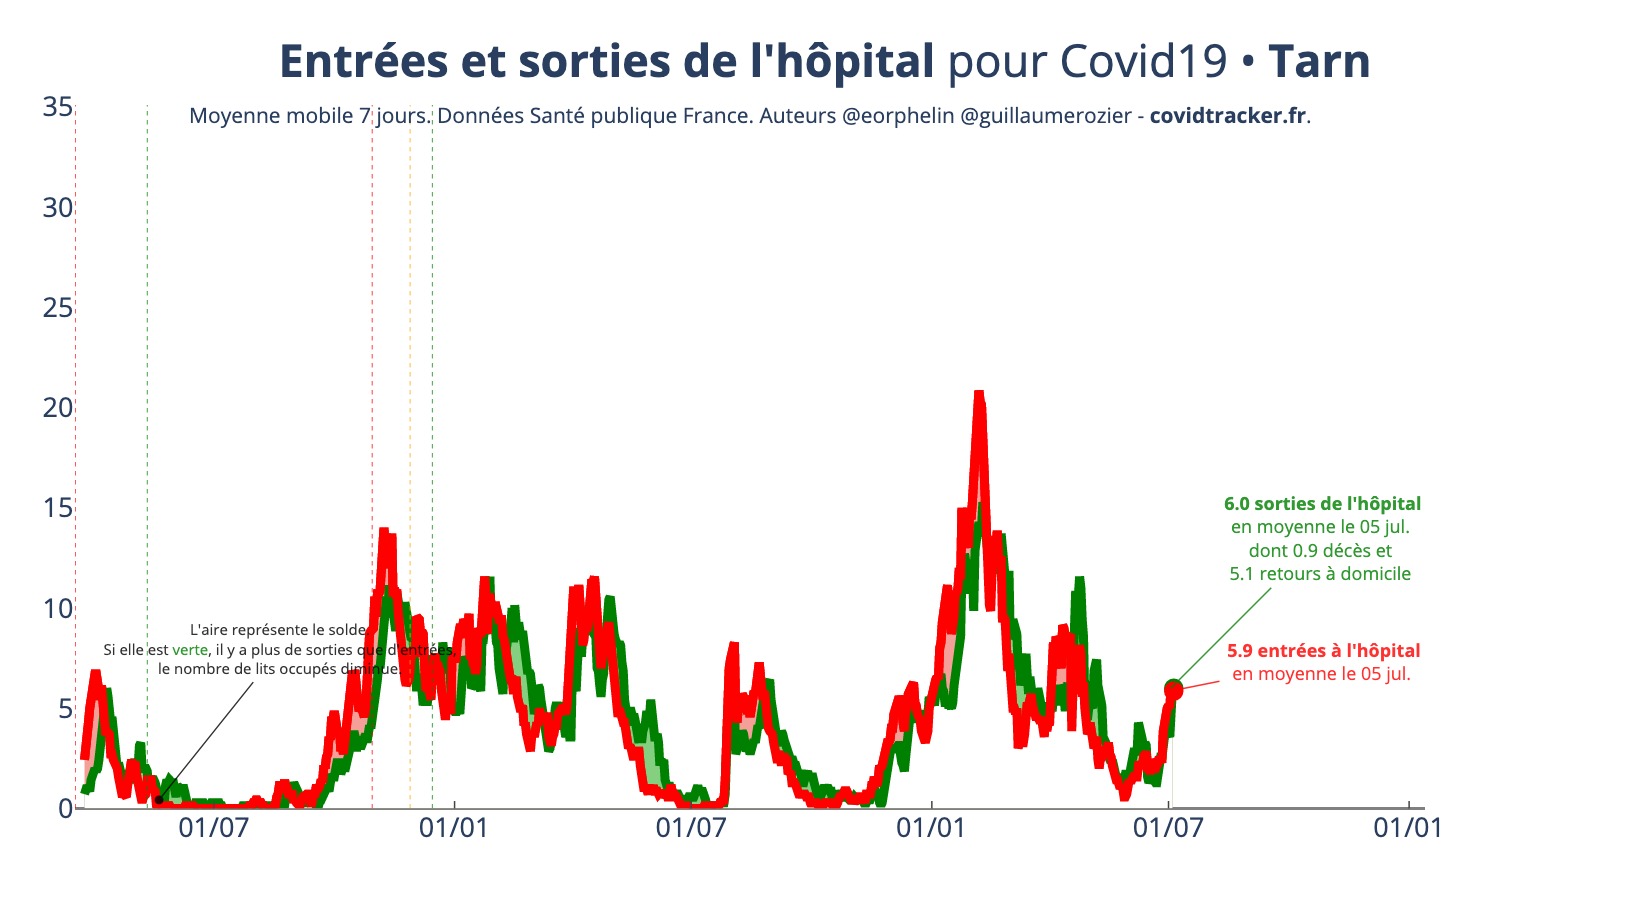 Entrées et sorties de l'hôpital pour Covid19 • Tarn
Moyenne mobile 7 jours. Données Santé publique France. Auteurs @eorphelin @guillaumerozier - covidtracker.fr.
35
30
25
20
15
10
5
0
L'aire représente le solde.
Si elle est verte, il y a plus de sorties que d'entrées,
le nombre de lits occupés diminue.
6.0 sorties de l'hôpital
en moyenne le 05 jul.
dont 0.9 décès et
5.1 retours à domicile
5.9 entrées à l'hôpital
en moyenne le 05 jul.
01/07
01/01
01/07
01/01
01/07
01/01